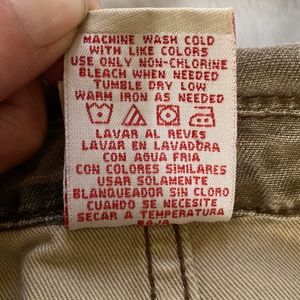 MACHINE WASH COLD
WITH LIKE COLORS
USE ONLY NON-CHLORINE
BLEACH WHEN NEEDED
TUMBLE DRY LOW
WARM IRON AS NEEDED
LAVAR AL REVES
LAVAR EN LAVADORA
CON AGUA FRIA
CON COLORES SIMILARES
USAR SOLAMENTE
BLANQUEADOR SIN CLORO
CUANDO SE NECESITE
SECAR A TEMPERATURA
BAJA